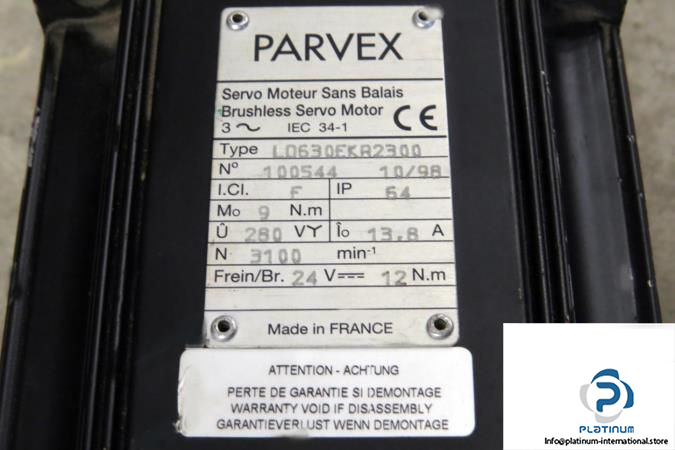 PARVEX
Servo Moteur Sans Balais
Brushless Servo Motor
3 ~ IEC 34-1 CE
Type LD630EKR2300
N° 100544 10/98
I.Cl. F IP 64
Mo 9 N.m
Û 280 VY Îo 13,8 A
N 3100 min-1
Frein/Br. 24 V⎓ 12 N.m
Made in FRANCE
ATTENTION - ACHTUNG
PERTE DE GARANTIE SI DEMONTAGE
WARRANTY VOID IF DISASSEMBLY
GARANTIEVERLUST WENN DEMONTAGE
PLATINUM
info@platinum-international.store